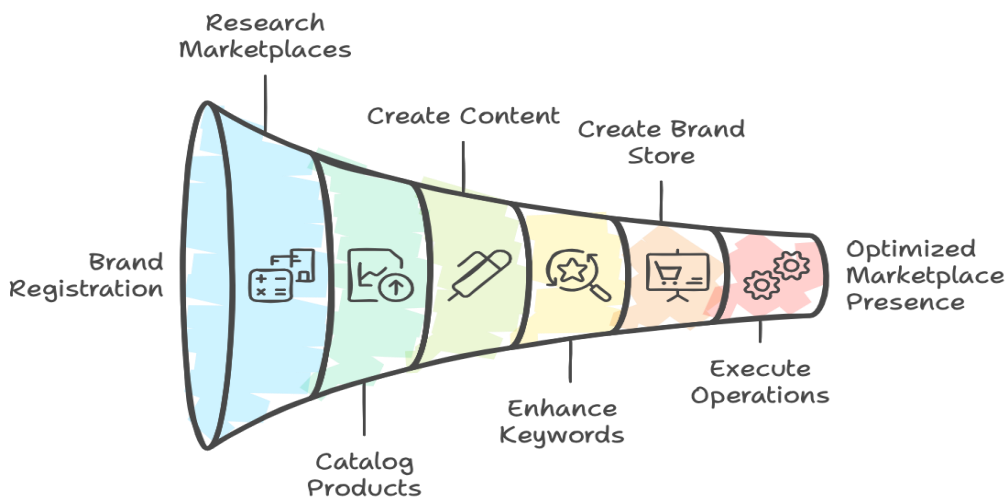 Research
Marketplaces
Create Content
Create Brand
Store
Brand
Registration
Optimized
Marketplace
Presence
Execute
Operations
Enhance
Keywords
Catalog
Products